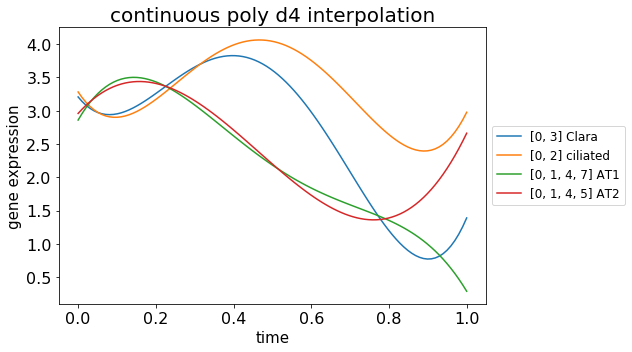 continuous poly d4 interpolation
gene expression
4.0
3.5
3.0
2.5
2.0
1.5
1.0
0.5
0.0 0.2 0.4 0.6 0.8 1.0
time
[0, 3] Clara
[0, 2] ciliated
[0, 1, 4, 7] AT1
[0, 1, 4, 5] AT2